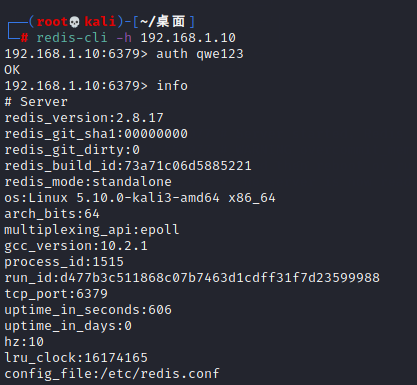 (root💀kali)-[~/桌面]
# redis-cli -h 192.168.1.10
192.168.1.10:6379> auth qwe123
OK
192.168.1.10:6379> info
# Server
redis_version:2.8.17
redis_git_sha1:00000000
redis_git_dirty:0
redis_build_id:73a71c06d5885221
redis_mode:standalone
os:Linux 5.10.0-kali3-amd64 x86_64
arch_bits:64
multiplexing_api:epoll
gcc_version:10.2.1
process_id:1515
run_id:d477b3c511868c07b7463d1cdff31f7d23599988
tcp_port:6379
uptime_in_seconds:606
uptime_in_days:0
hz:10
lru_clock:16174165
config_file:/etc/redis.conf